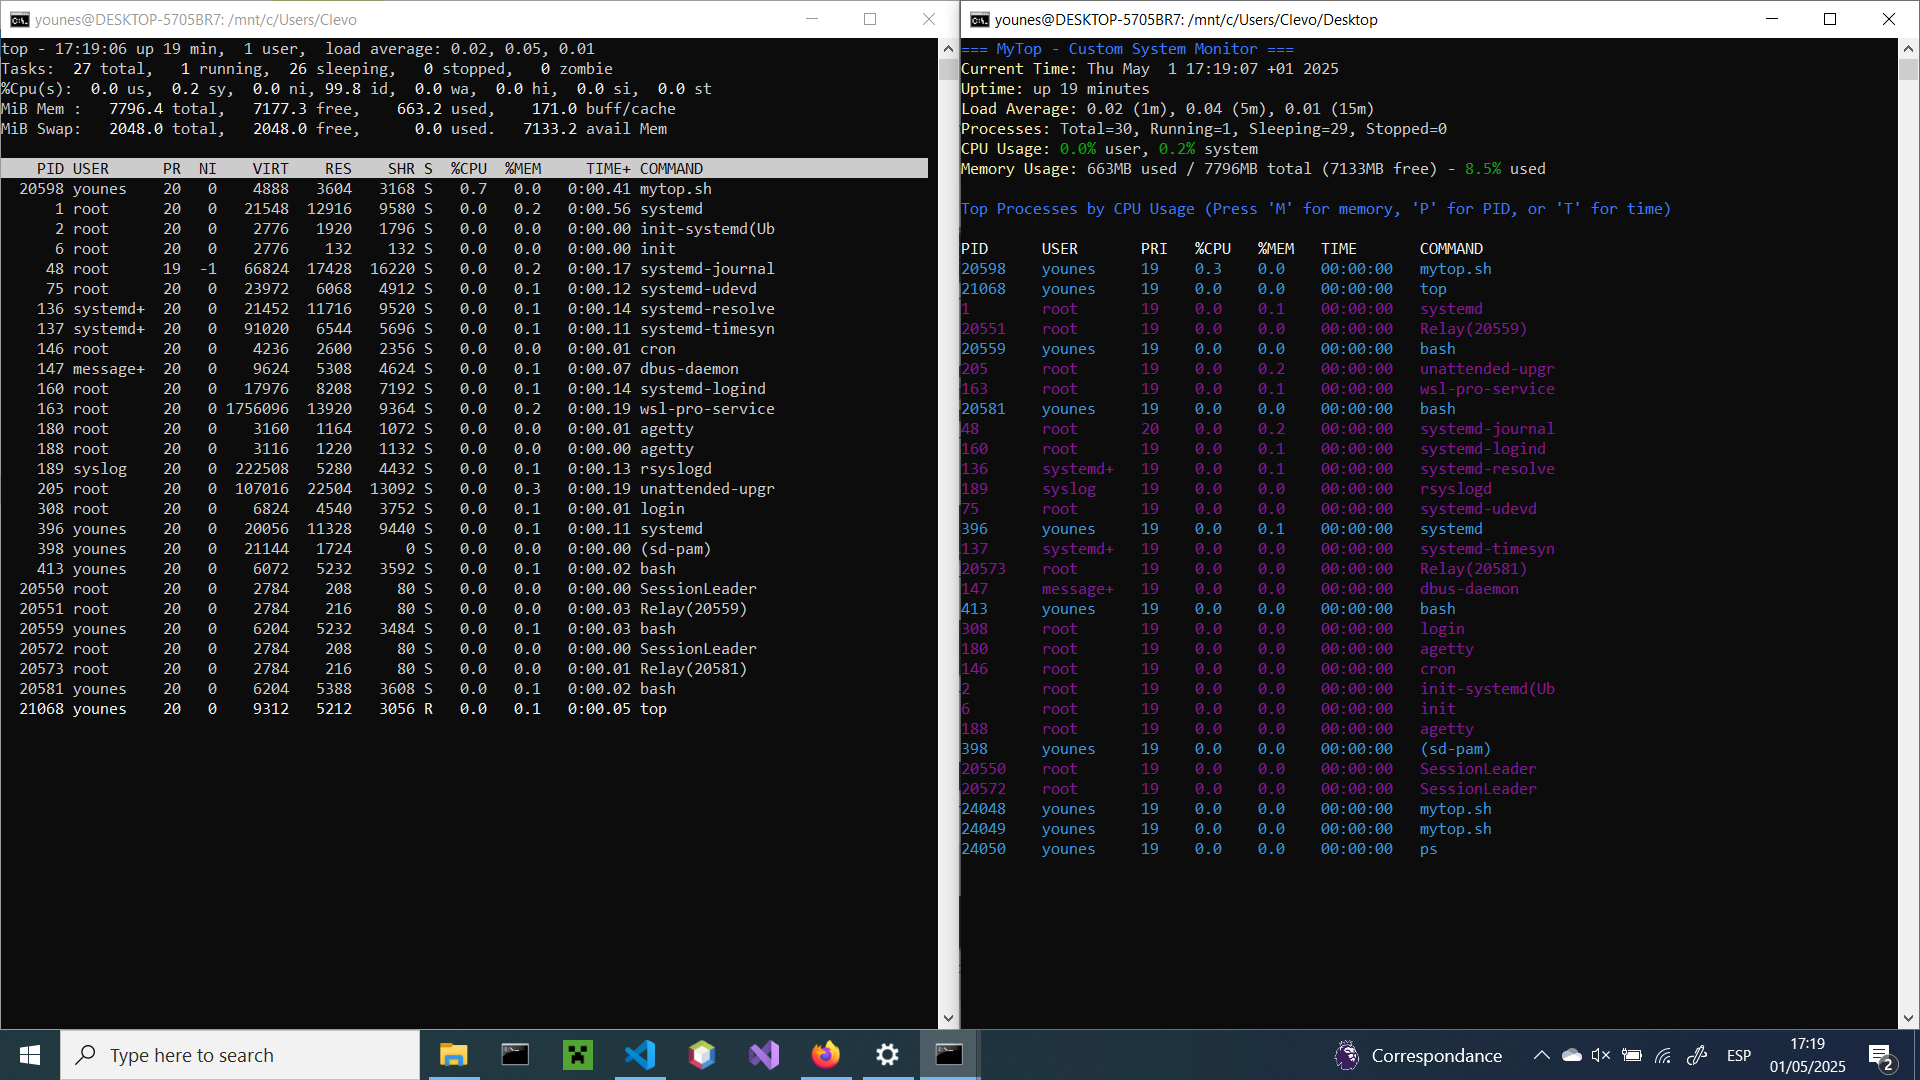 younes@DESKTOP-5705BR7: /mnt/c/Users/Clevo
top - 17:19:06 up 19 min,  1 user,  load average: 0.02, 0.05, 0.01
Tasks:  27 total,   1 running,  26 sleeping,   0 stopped,   0 zombie
%Cpu(s):  0.0 us,  0.2 sy,  0.0 ni, 99.8 id,  0.0 wa,  0.0 hi,  0.0 si,  0.0 st
MiB Mem :   7796.4 total,   7177.3 free,    663.2 used,    171.0 buff/cache
MiB Swap:   2048.0 total,   2048.0 free,      0.0 used.   7133.2 avail Mem
PID USER PR NI VIRT RES SHR S %CPU %MEM TIME+ COMMAND
20598 younes 20 0 4888 3604 3168 S 0.7 0.0 0:00.41 mytop.sh
1 root 20 0 21548 12916 9580 S 0.0 0.2 0:00.56 systemd
2 root 20 0 2776 1920 1796 S 0.0 0.0 0:00.00 init-systemd(Ub
6 root 20 0 2776 132 132 S 0.0 0.0 0:00.00 init
48 root 19 -1 66824 17428 16220 S 0.0 0.2 0:00.17 systemd-journal
75 root 20 0 23972 6068 4912 S 0.0 0.1 0:00.12 systemd-udevd
136 systemd+ 20 0 21452 11716 9520 S 0.0 0.1 0:00.14 systemd-resolve
137 systemd+ 20 0 91020 6544 5696 S 0.0 0.1 0:00.11 systemd-timesyn
146 root 20 0 4236 2600 2356 S 0.0 0.0 0:00.01 cron
147 message+ 20 0 9624 5308 4624 S 0.0 0.1 0:00.07 dbus-daemon
160 root 20 0 17976 8208 7192 S 0.0 0.1 0:00.14 systemd-logind
163 root 20 0 1756096 13920 9364 S 0.0 0.2 0:00.19 wsl-pro-service
180 root 20 0 3160 1164 1072 S 0.0 0.0 0:00.01 agetty
188 root 20 0 3116 1220 1132 S 0.0 0.0 0:00.00 agetty
189 syslog 20 0 222508 5280 4432 S 0.0 0.1 0:00.13 rsyslogd
205 root 20 0 107016 22504 13092 S 0.0 0.3 0:00.19 unattended-upgr
308 root 20 0 6824 4540 3752 S 0.0 0.1 0:00.01 login
396 younes 20 0 20056 11328 9440 S 0.0 0.1 0:00.11 systemd
398 younes 20 0 21144 1724 0 S 0.0 0.0 0:00.00 (sd-pam)
413 younes 20 0 6072 5232 3592 S 0.0 0.1 0:00.02 bash
20550 root 20 0 2784 208 80 S 0.0 0.0 0:00.00 SessionLeader
20551 root 20 0 2784 216 80 S 0.0 0.0 0:00.03 Relay(20559)
20559 younes 20 0 6204 5232 3484 S 0.0 0.1 0:00.03 bash
20572 root 20 0 2784 208 80 S 0.0 0.0 0:00.00 SessionLeader
20573 root 20 0 2784 216 80 S 0.0 0.0 0:00.01 Relay(20581)
20581 younes 20 0 6204 5388 3608 S 0.0 0.1 0:00.02 bash
21068 younes 20 0 9312 5212 3056 R 0.0 0.1 0:00.05 top
younes@DESKTOP-5705BR7: /mnt/c/Users/Clevo/Desktop
=== MyTop - Custom System Monitor ===
Current Time: Thu May  1 17:19:07 +01 2025
Uptime: up 19 minutes
Load Average: 0.02 (1m), 0.04 (5m), 0.01 (15m)
Processes: Total=30, Running=1, Sleeping=29, Stopped=0
CPU Usage: 0.0% user, 0.2% system
Memory Usage: 663MB used / 7796MB total (7133MB free) - 8.5% used
Top Processes by CPU Usage (Press 'M' for memory, 'P' for PID, or 'T' for time)
PID USER PRI %CPU %MEM TIME COMMAND
20598 younes 19 0.3 0.0 00:00:00 mytop.sh
21068 younes 19 0.0 0.0 00:00:00 top
1 root 19 0.0 0.1 00:00:00 systemd
20551 root 19 0.0 0.0 00:00:00 Relay(20559)
20559 younes 19 0.0 0.0 00:00:00 bash
205 root 19 0.0 0.2 00:00:00 unattended-upgr
163 root 19 0.0 0.1 00:00:00 wsl-pro-service
20581 younes 19 0.0 0.0 00:00:00 bash
48 root 20 0.0 0.2 00:00:00 systemd-journal
160 root 19 0.0 0.1 00:00:00 systemd-logind
136 systemd+ 19 0.0 0.1 00:00:00 systemd-resolve
189 syslog 19 0.0 0.0 00:00:00 rsyslogd
75 root 19 0.0 0.0 00:00:00 systemd-udevd
396 younes 19 0.0 0.1 00:00:00 systemd
137 systemd+ 19 0.0 0.0 00:00:00 systemd-timesyn
20573 root 19 0.0 0.0 00:00:00 Relay(20581)
147 message+ 19 0.0 0.0 00:00:00 dbus-daemon
413 younes 19 0.0 0.0 00:00:00 bash
308 root 19 0.0 0.0 00:00:00 login
180 root 19 0.0 0.0 00:00:00 agetty
146 root 19 0.0 0.0 00:00:00 cron
2 root 19 0.0 0.0 00:00:00 init-systemd(Ub
6 root 19 0.0 0.0 00:00:00 init
188 root 19 0.0 0.0 00:00:00 agetty
398 younes 19 0.0 0.0 00:00:00 (sd-pam)
20550 root 19 0.0 0.0 00:00:00 SessionLeader
20572 root 19 0.0 0.0 00:00:00 SessionLeader
24048 younes 19 0.0 0.0 00:00:00 mytop.sh
24049 younes 19 0.0 0.0 00:00:00 mytop.sh
24050 younes 19 0.0 0.0 00:00:00 ps
Type here to search
Correspondance
ESP
17:19
01/05/2025
2